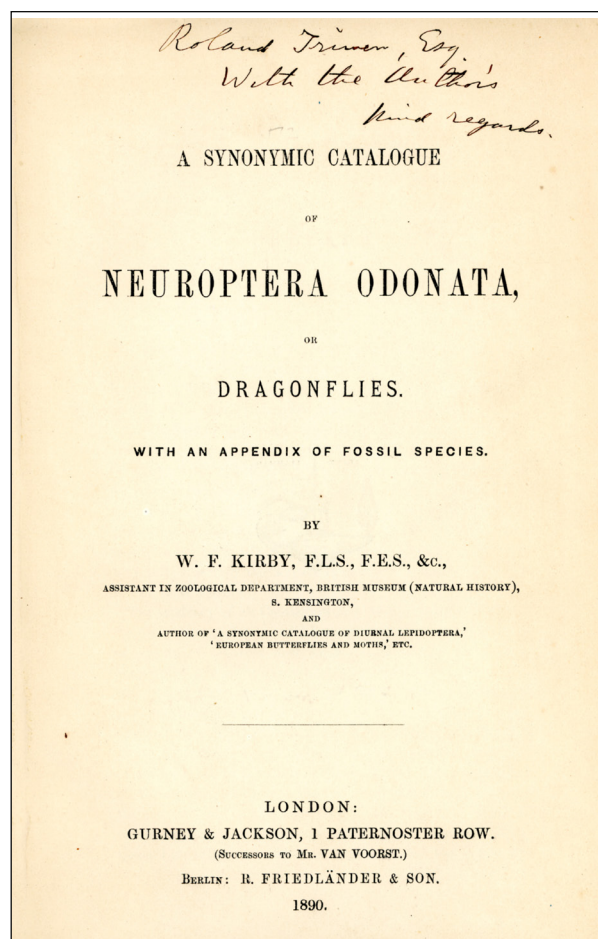 Roland Trimen, Esq.
With the Author's
kind regards.
A SYNONYMIC CATALOGUE
OF
NEUROPTERA ODONATA,
OR
DRAGONFLIES.
WITH AN APPENDIX OF FOSSIL SPECIES.
BY
W. F. KIRBY, F.L.S., F.E.S., &c.,
ASSISTANT IN ZOOLOGICAL DEPARTMENT, BRITISH MUSEUM (NATURAL HISTORY),
S. KENSINGTON,
AND
AUTHOR OF ‘A SYNONYMIC CATALOGUE OF DIURNAL LEPIDOPTERA,’
‘EUROPEAN BUTTERFLIES AND MOTHS,’ ETC.
LONDON:
GURNEY & JACKSON, 1 PATERNOSTER ROW.
(SUCCESSORS TO MR. VAN VOORST.)
BERLIN: R. FRIEDLÄNDER & SON.
1890.